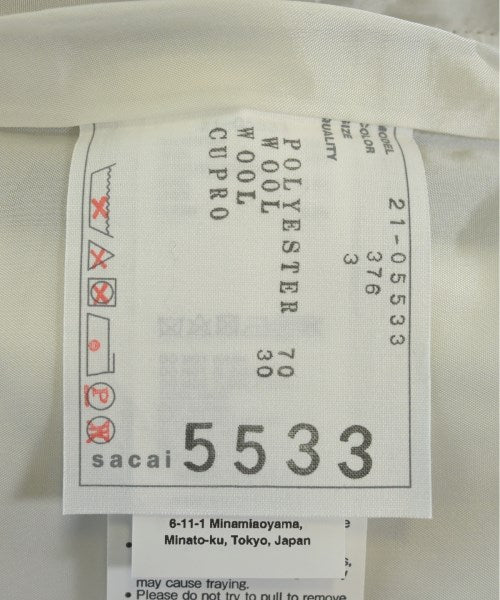 MODEL 21-05533
COLOR 376
SIZE 3
QUALITY
POLYESTER 70
WOOL 30
WOOL
CUPRO
P
W
sacai 5533
6-11-1 Minamiaoyama,
Minato-ku, Tokyo, Japan
may cause fraying.
• Please do not try to pull to remove